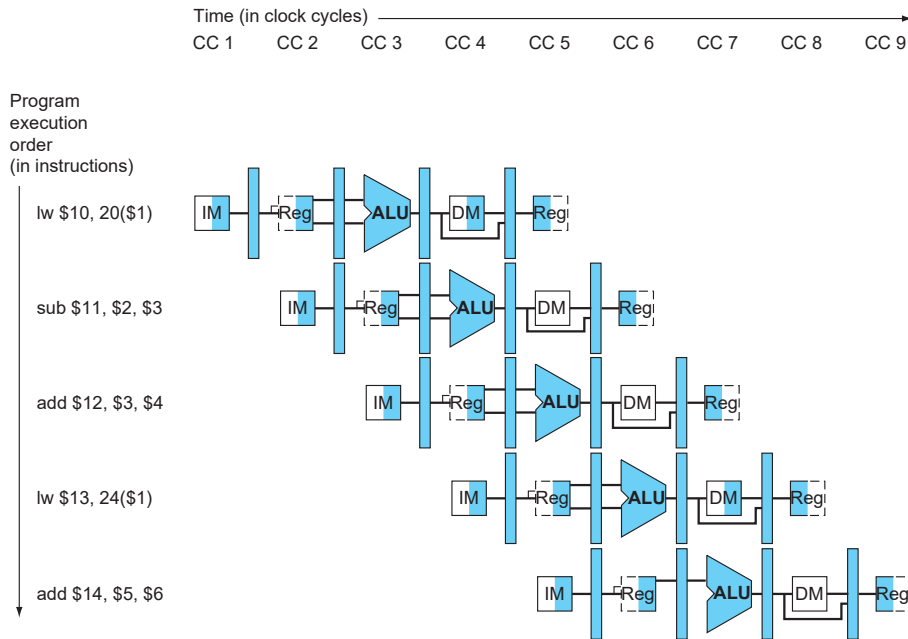 Time (in clock cycles)
CC 1 CC 2 CC 3 CC 4 CC 5 CC 6 CC 7 CC 8 CC 9
Program
execution
order
(in instructions)
lw $10, 20($1)
IM Reg ALU DM Reg
sub $11, $2, $3
IM Reg ALU DM Reg
add $12, $3, $4
IM Reg ALU DM Reg
lw $13, 24($1)
IM Reg ALU DM Reg
add $14, $5, $6
IM Reg ALU DM Reg